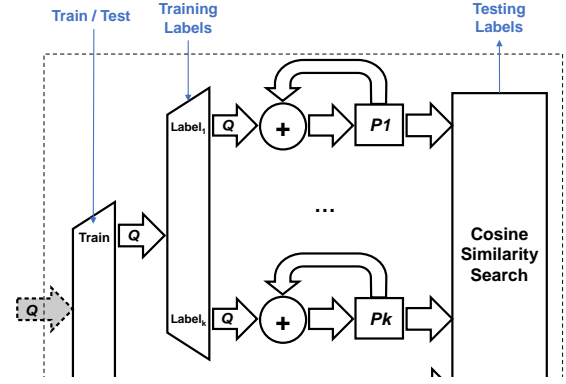 Train / Test
Training
Labels
Testing
Labels
Label₁
Q
+
P1
...
Train
Q
Cosine
Similarity
Search
Q
Labelₖ
Q
+
Pk